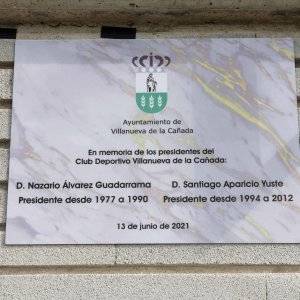 Ayuntamiento de
Villanueva de la Cañada
En memoria de los presidentes del
Club Deportivo Villanueva de la Cañada:
D. Nazario Álvarez Guadarrama
Presidente desde 1977 a 1990
D. Santiago Aparicio Yuste
Presidente desde 1994 a 2012
13 de junio de 2021